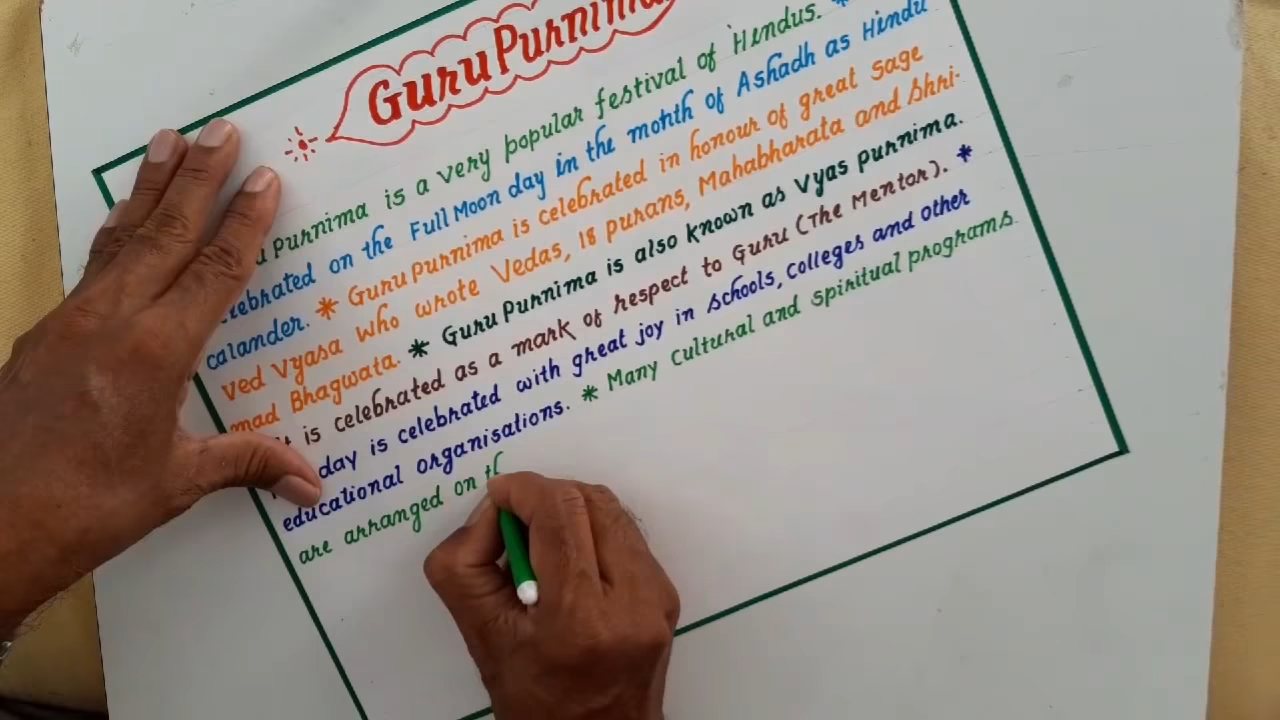 Guru Purnima
Purnima is a very popular festival of Hindus. *
celebrated on the Full Moon day in the month of Ashadh as Hindu
calander. * Guru Purnima is celebrated in honour of great sage
Ved Vyasa who wrote Vedas, 18 purans, Mahabharata and Shri-
mad Bhagwata. * Guru Purnima is also known as Vyas purnima.
It is celebrated as a mark of respect to Guru (The Mentor). *
day is celebrated with great joy in schools, colleges and other
educational organisations. * Many cultural and spiritual programs
are arranged on th